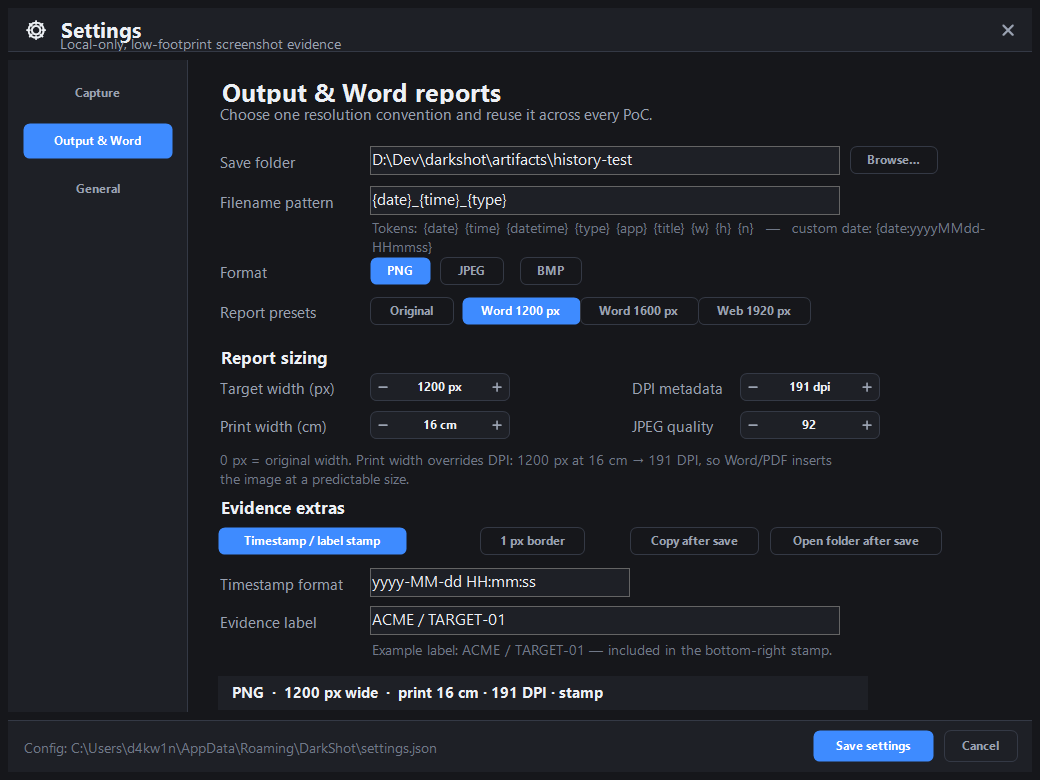 Settings
Local-only, low-footprint screenshot evidence
Capture
Output & Word
General
Output & Word reports
Choose one resolution convention and reuse it across every PoC.
Save folder
D:\Dev\darkshot\artifacts\history-test
Browse...
Filename pattern
{date}_{time}_{type}
Tokens: {date} {time} {datetime} {type} {app} {title} {w} {h} {n} — custom date: {date:yyyyMMdd-
HHmmss}
Format
PNG
JPEG
BMP
Report presets
Original
Word 1200 px
Word 1600 px
Web 1920 px
Report sizing
Target width (px)
− 1200 px +
DPI metadata
− 191 dpi +
Print width (cm)
− 16 cm +
JPEG quality
− 92 +
0 px = original width. Print width overrides DPI: 1200 px at 16 cm → 191 DPI, so Word/PDF inserts
the image at a predictable size.
Evidence extras
Timestamp / label stamp
1 px border
Copy after save
Open folder after save
Timestamp format
yyyy-MM-dd HH:mm:ss
Evidence label
ACME / TARGET-01
Example label: ACME / TARGET-01 — included in the bottom-right stamp.
PNG · 1200 px wide · print 16 cm · 191 DPI · stamp
Config: C:\Users\d4kw1n\AppData\Roaming\DarkShot\settings.json
Save settings
Cancel